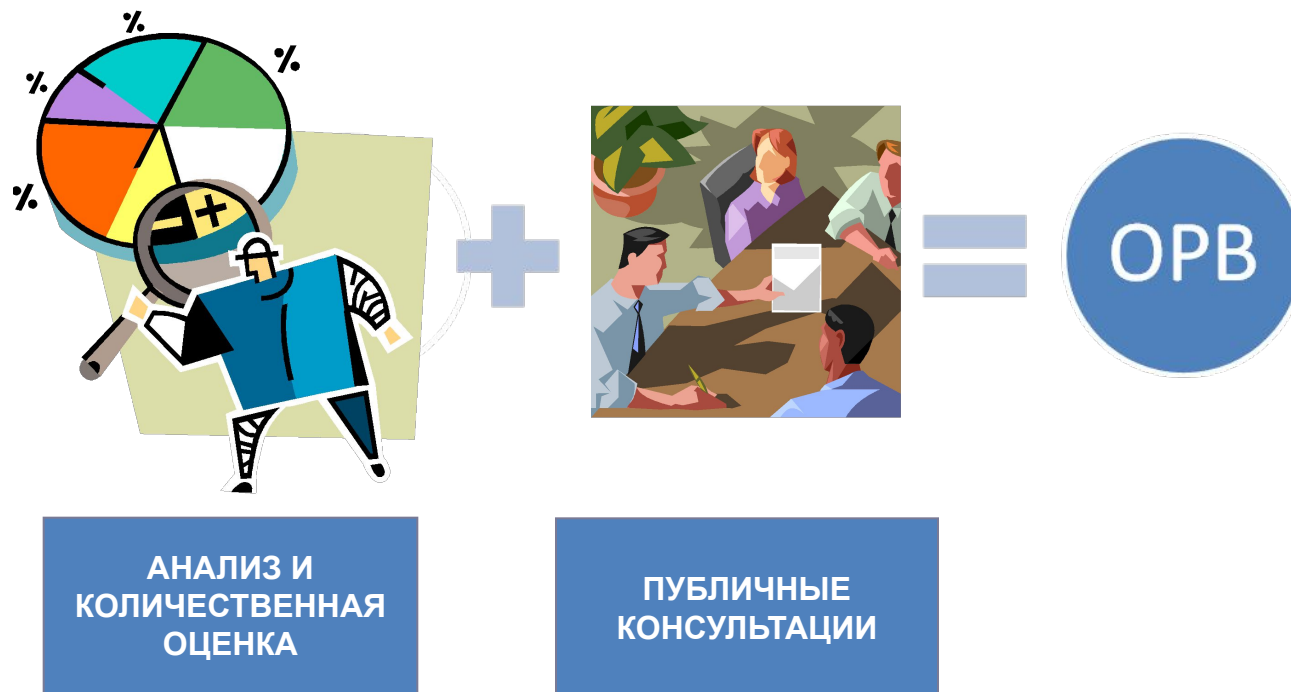 %
%
%
%
ОРВ
АНАЛИЗ И
КОЛИЧЕСТВЕННАЯ
ОЦЕНКА
ПУБЛИЧНЫЕ
КОНСУЛЬТАЦИИ